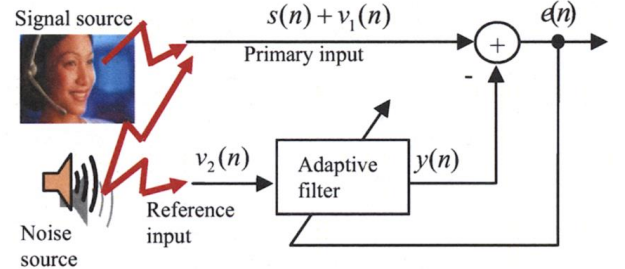 Signal source
s(n) + v₁(n)
e(n)
Primary input
+
-
v₂(n)
Adaptive
filter
y(n)
Reference
input
Noise
source